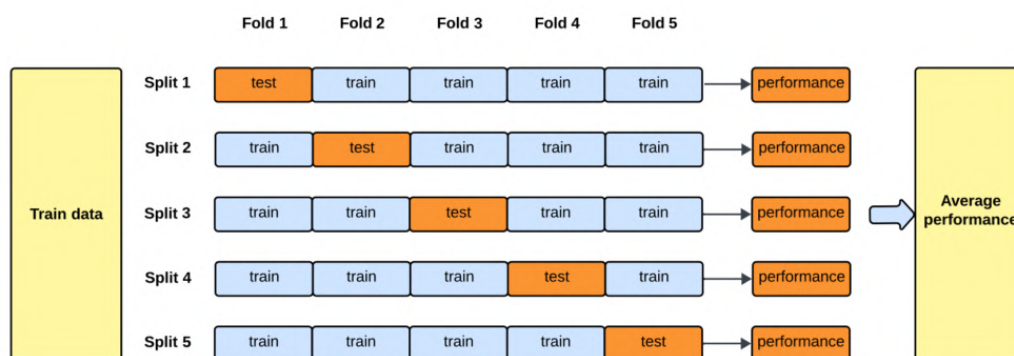 Fold 1 Fold 2 Fold 3 Fold 4 Fold 5
Split 1 test train train train train performance
Split 2 train test train train train performance
Train data
Split 3 train train test train train performance
Average
performance
Split 4 train train train test train performance
Split 5 train train train train test performance